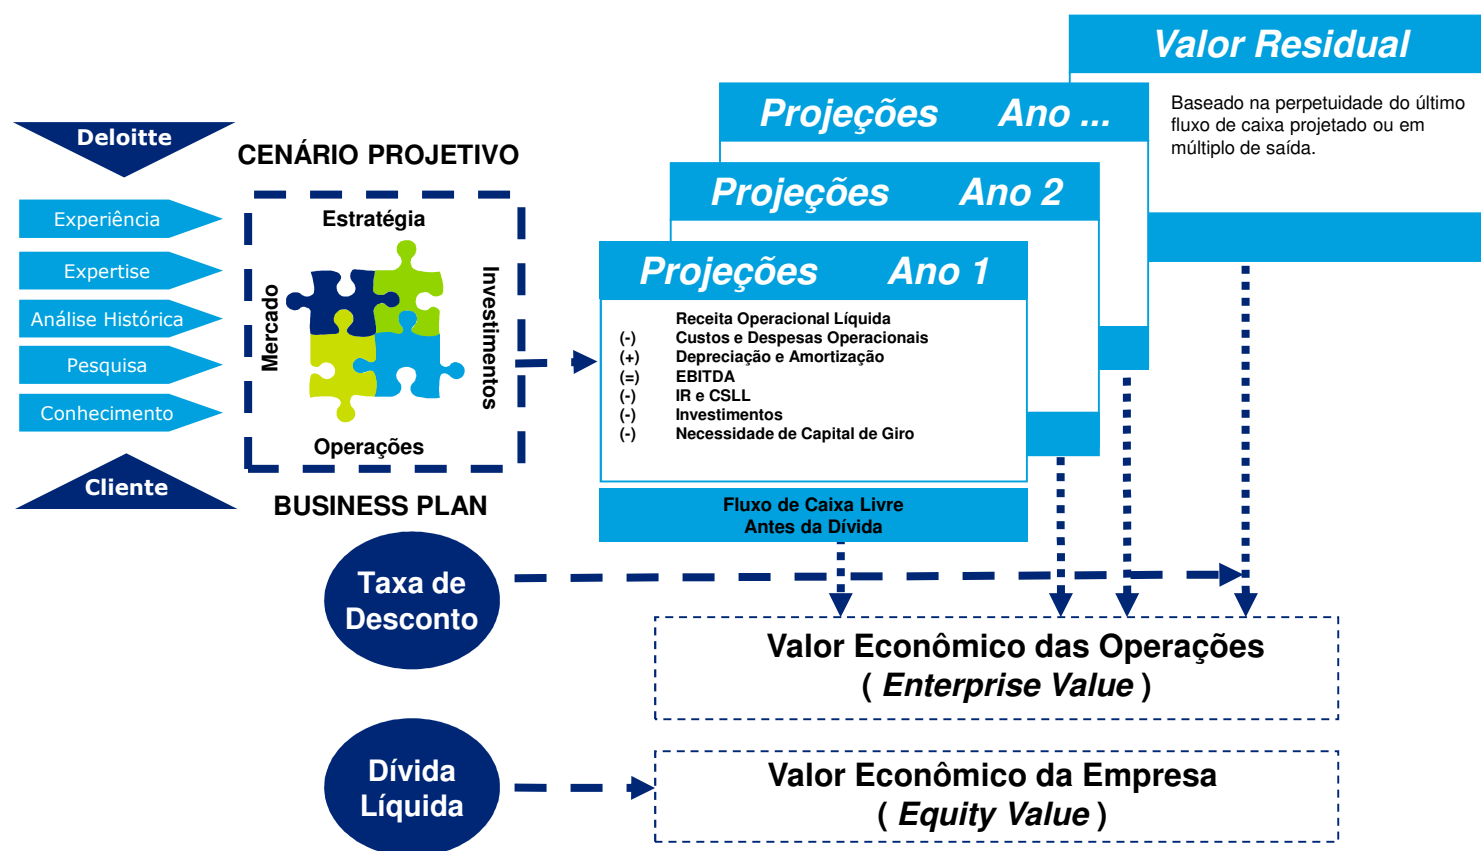 Deloitte
Experiência
Expertise
Análise Histórica
Pesquisa
Conhecimento
Cliente
CENÁRIO PROJETIVO
Estratégia
Mercado
Investimentos
Operações
BUSINESS PLAN
Valor Residual
Baseado na perpetuidade do último
fluxo de caixa projetado ou em
múltiplo de saída.
Projeções Ano ...
Projeções Ano 2
Projeções Ano 1
Receita Operacional Líquida
(-) Custos e Despesas Operacionais
(+) Depreciação e Amortização
(=) EBITDA
(-) IR e CSLL
(-) Investimentos
(-) Necessidade de Capital de Giro
Fluxo de Caixa Livre
Antes da Dívida
Taxa de
Desconto
Valor Econômico das Operações
( Enterprise Value )
Dívida
Líquida
Valor Econômico da Empresa
( Equity Value )